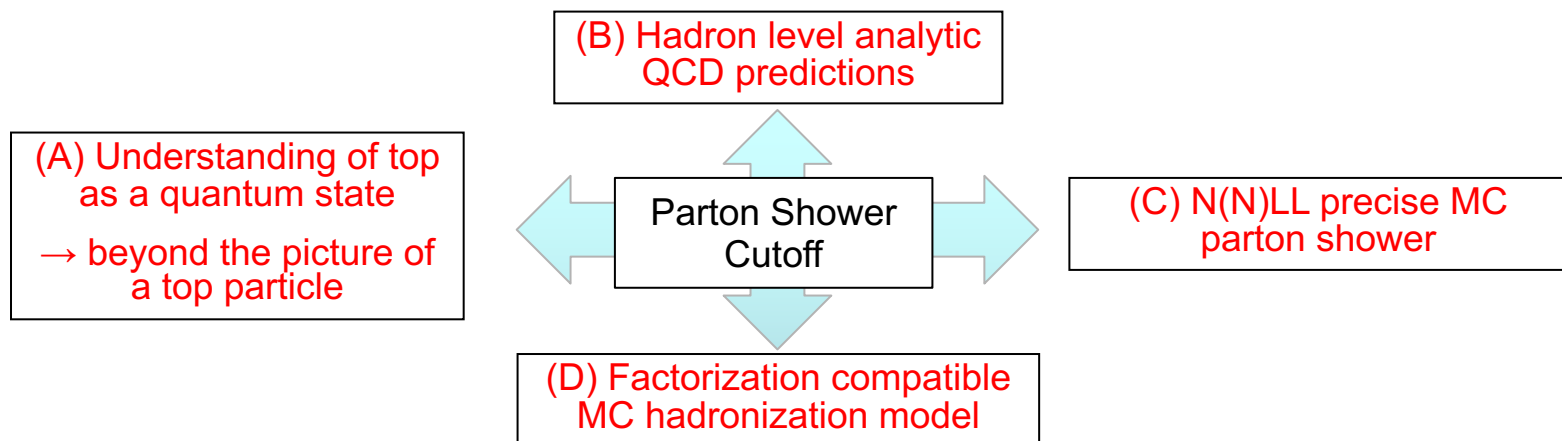 (B) Hadron level analytic
QCD predictions
(A) Understanding of top
as a quantum state
→ beyond the picture of
a top particle
Parton Shower
Cutoff
(C) N(N)LL precise MC
parton shower
(D) Factorization compatible
MC hadronization model